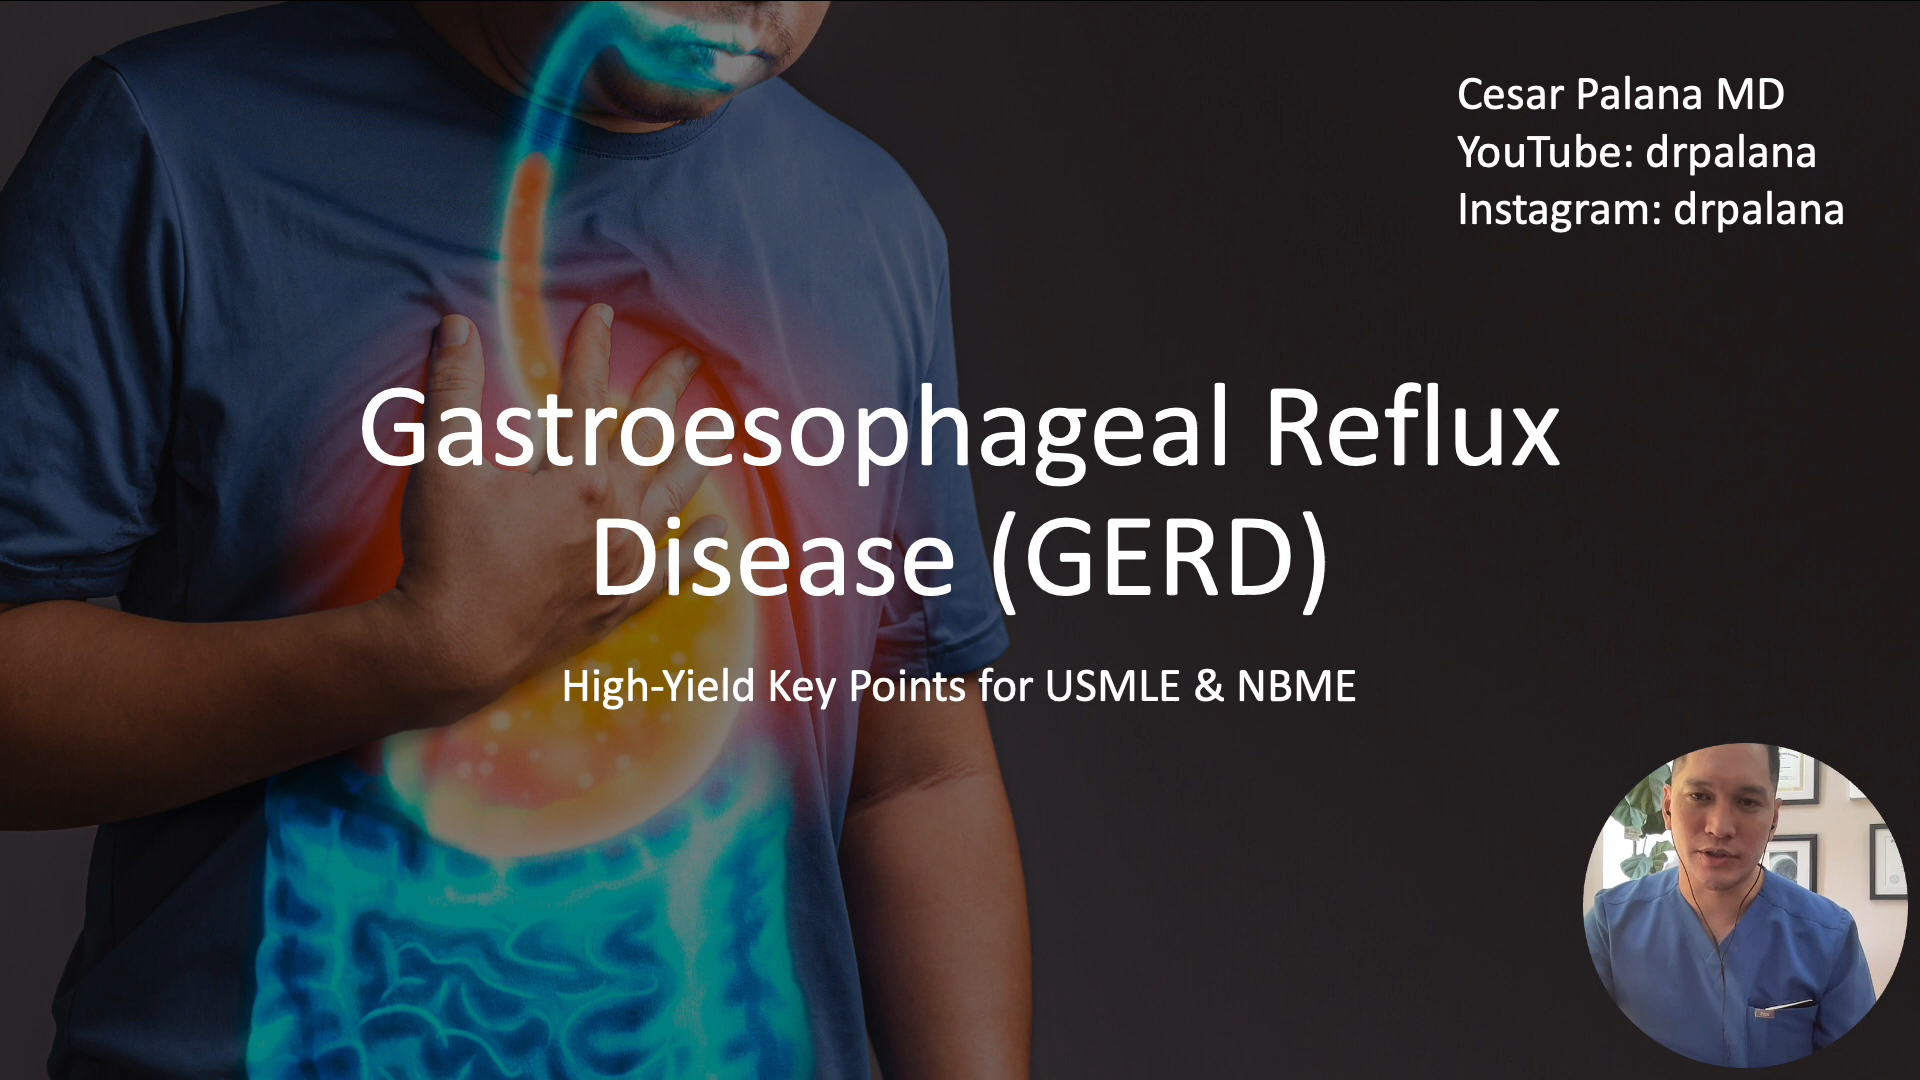 Cesar Palana MD
YouTube: drpalana
Instagram: drpalana
Gastroesophageal Reflux
Disease (GERD)
High-Yield Key Points for USMLE & NBME